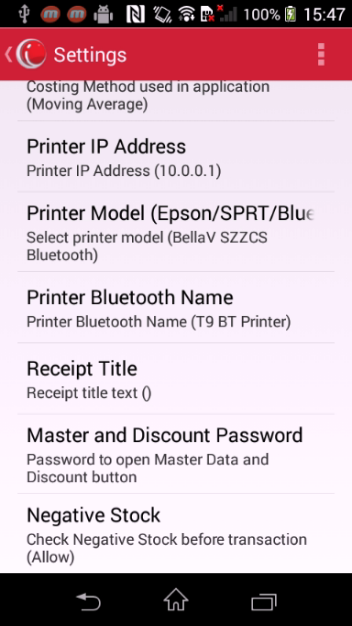 100% 15:47
Settings
Costing Method used in application
(Moving Average)
Printer IP Address
Printer IP Address (10.0.0.1)
Printer Model (Epson/SPRT/Blue
Select printer model (BellaV SZZCS
Bluetooth)
Printer Bluetooth Name
Printer Bluetooth Name (T9 BT Printer)
Receipt Title
Receipt title text ()
Master and Discount Password
Password to open Master Data and
Discount button
Negative Stock
Check Negative Stock before transaction
(Allow)